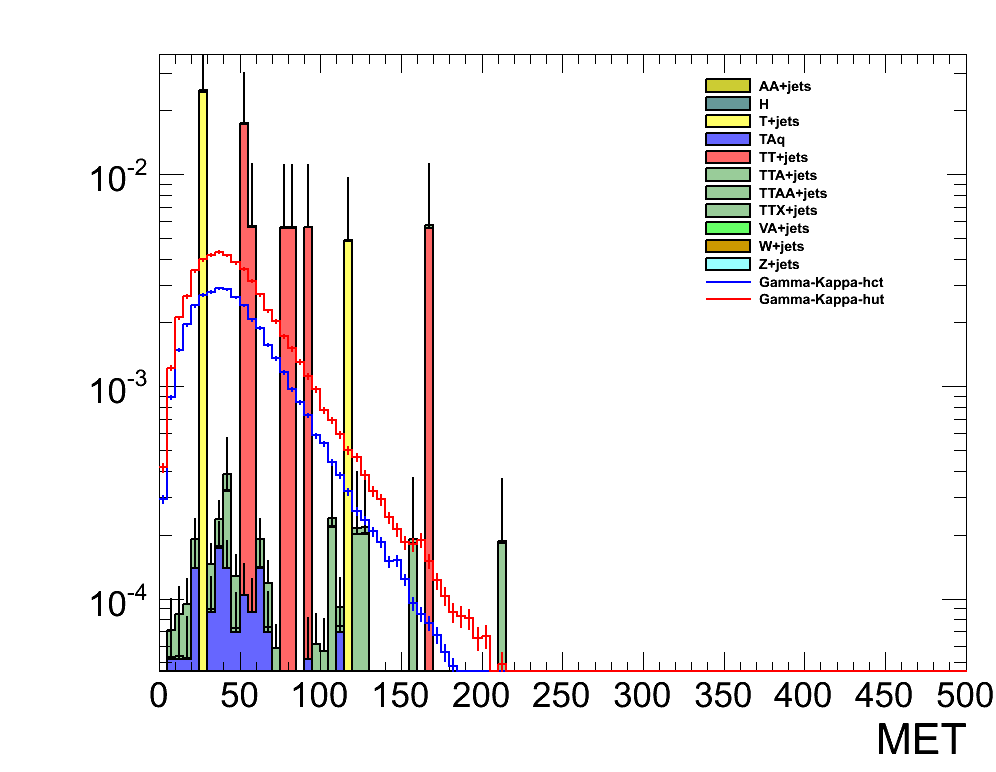 AA+jets
H
T+jets
TAq
TT+jets
TTA+jets
TTAA+jets
TTX+jets
VA+jets
W+jets
Z+jets
Gamma-Kappa-hct
Gamma-Kappa-hut
10-2
10-3
10-4
0 50 100 150 200 250 300 350 400 450 500
MET